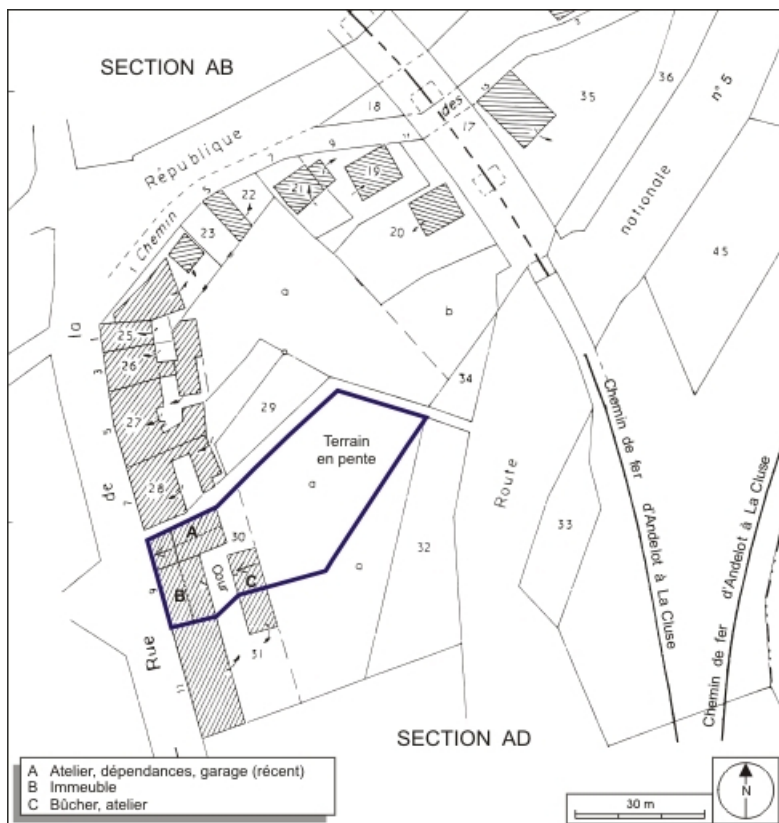 SECTION AB
18
des
17
15
35
36
n° 5
République
7
9
11
5
22
21
19
nationale
Chemin
1
23
20
45
a
b
la
1
25
3
26
34
29
Terrain
en pente
27
5
de
28
7
a
Route
Chemin de fer
d'Andelot à La Cluse
Chemin de fer
d'Andelot à La Cluse
33
32
A
30
Cour
C
B
9
Rue
31
11
SECTION AD
A Atelier, dépendances, garage (récent)
B Immeuble
C Bûcher, atelier
30 m
N